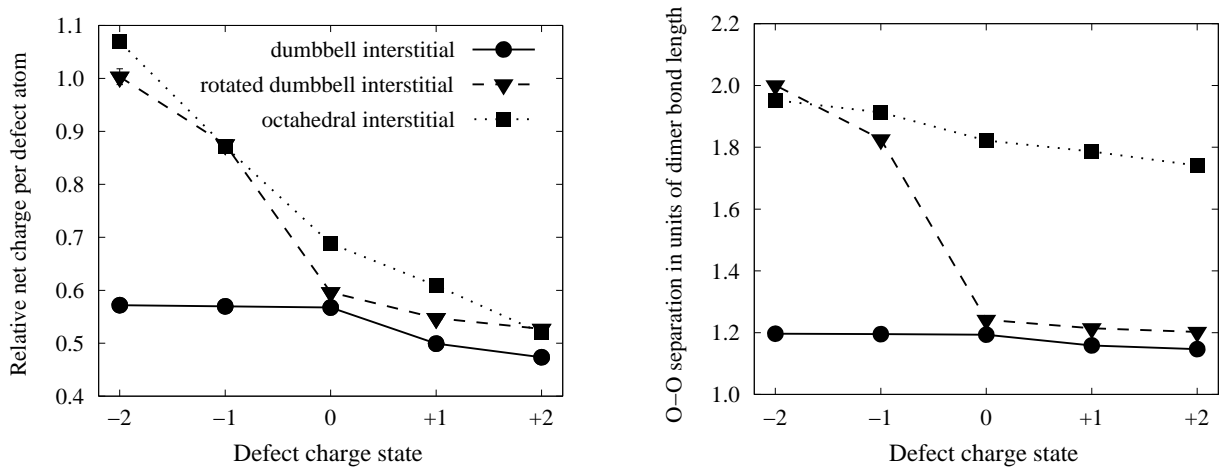 Relative net charge per defect atom
1.1
1.0
0.9
0.8
0.7
0.6
0.5
0.4
dumbbell interstitial
rotated dumbbell interstitial
octahedral interstitial
−2 −1 0 +1 +2
Defect charge state
O−O separation in units of dimer bond length
2.2
2.0
1.8
1.6
1.4
1.2
1.0
−2 −1 0 +1 +2
Defect charge state